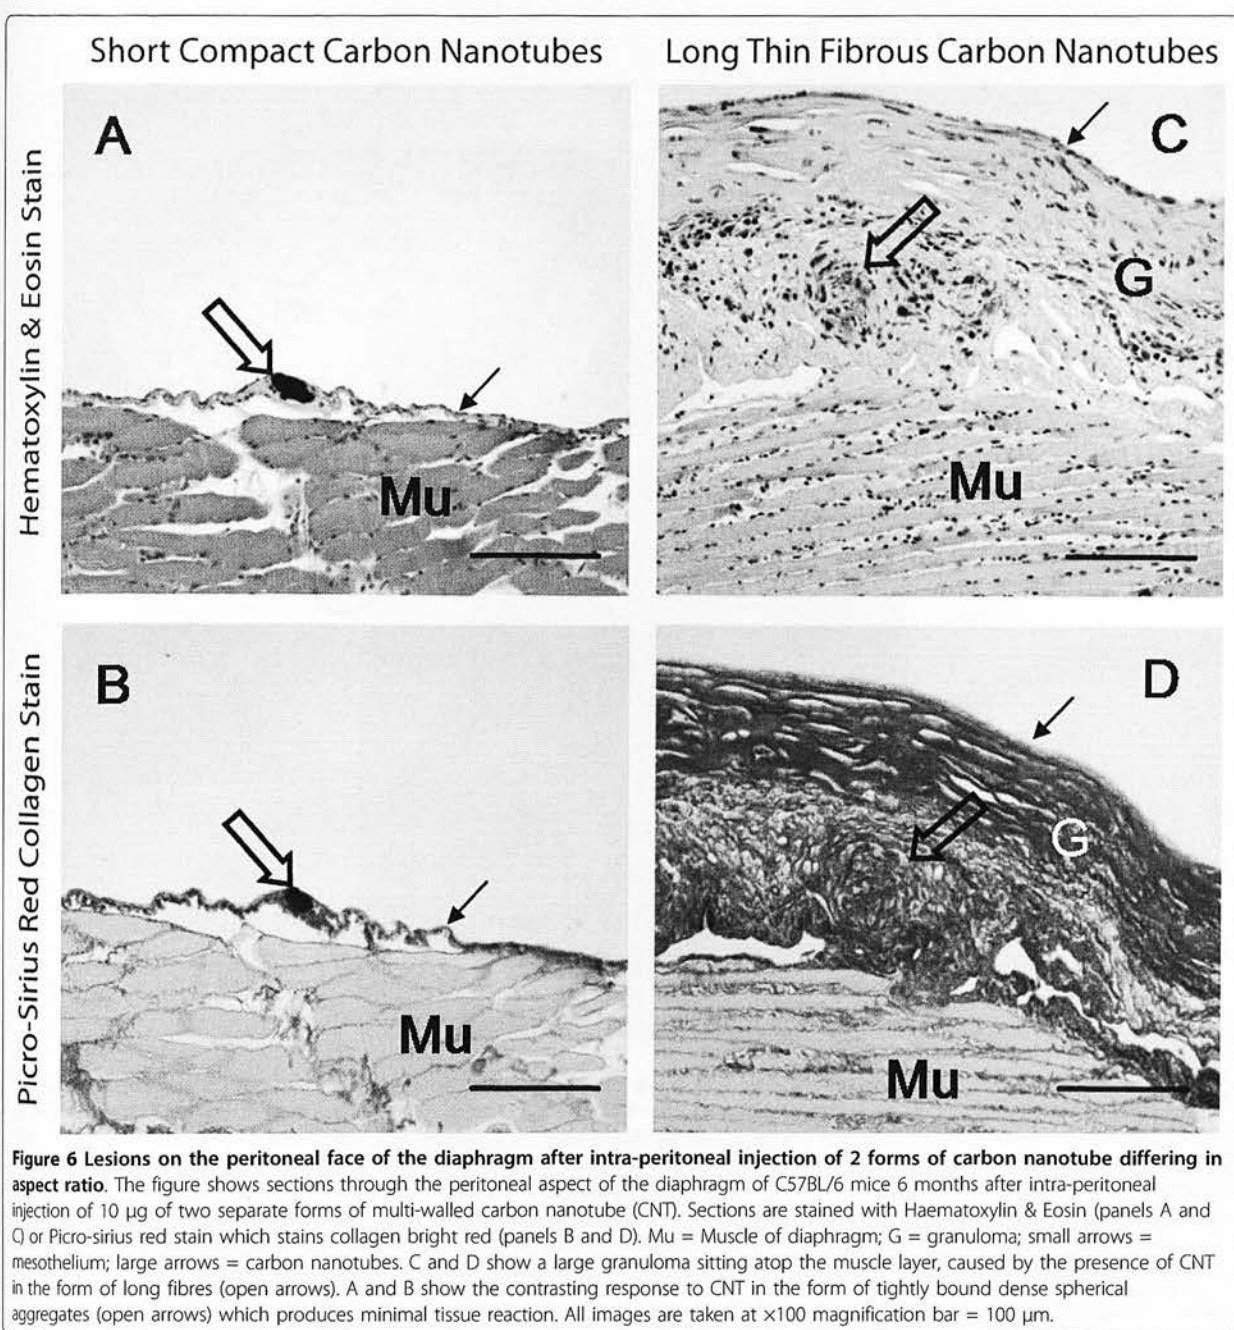 Short Compact Carbon Nanotubes
Long Thin Fibrous Carbon Nanotubes
Hematoxylin & Eosin Stain
A
Mu
C
G
Mu
Picro-Sirius Red Collagen Stain
B
Mu
D
G
Mu
Figure 6 Lesions on the peritoneal face of the diaphragm after intra-peritoneal injection of 2 forms of carbon nanotube differing in
aspect ratio. The figure shows sections through the peritoneal aspect of the diaphragm of C57BL/6 mice 6 months after intra-peritoneal
injection of 10 μg of two separate forms of multi-walled carbon nanotube (CNT). Sections are stained with Haematoxylin & Eosin (panels A and
C) or Picro-sirius red stain which stains collagen bright red (panels B and D). Mu = Muscle of diaphragm; G = granuloma; small arrows =
mesothelium; large arrows = carbon nanotubes. C and D show a large granuloma sitting atop the muscle layer, caused by the presence of CNT
in the form of long fibres (open arrows). A and B show the contrasting response to CNT in the form of tightly bound dense spherical
aggregates (open arrows) which produces minimal tissue reaction. All images are taken at ×100 magnification bar = 100 μm.